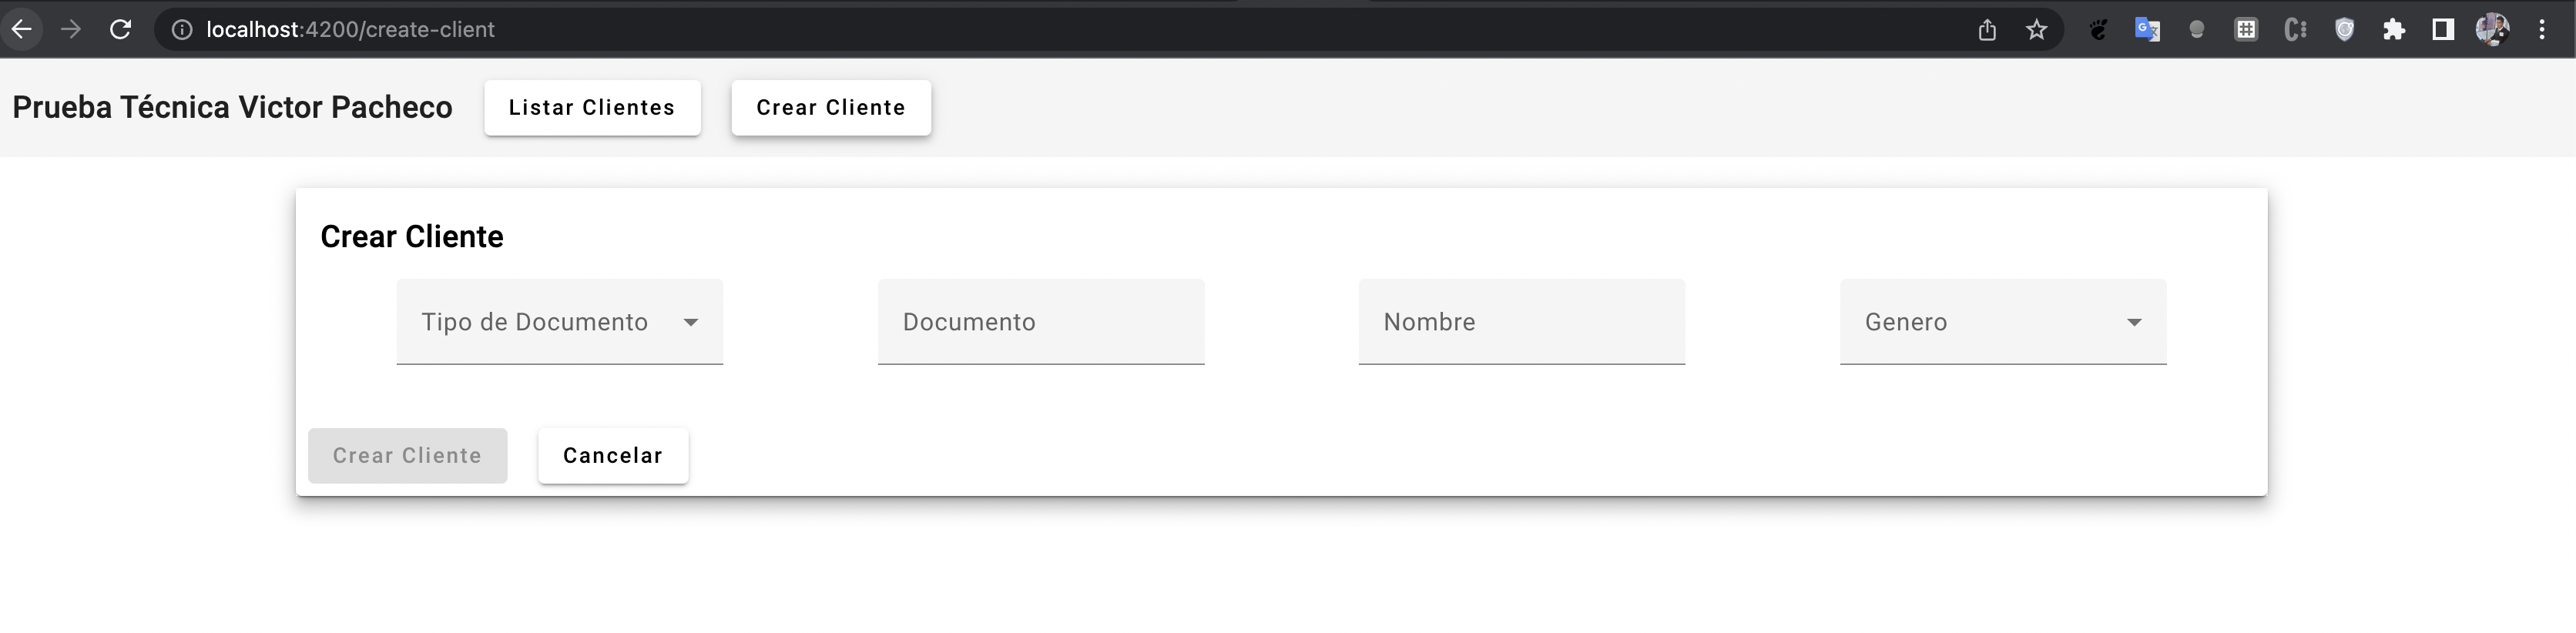 localhost:4200/create-client
Prueba Técnica Victor Pacheco
Listar Clientes
Crear Cliente
Crear Cliente
Tipo de Documento
Documento
Nombre
Genero
Crear Cliente
Cancelar